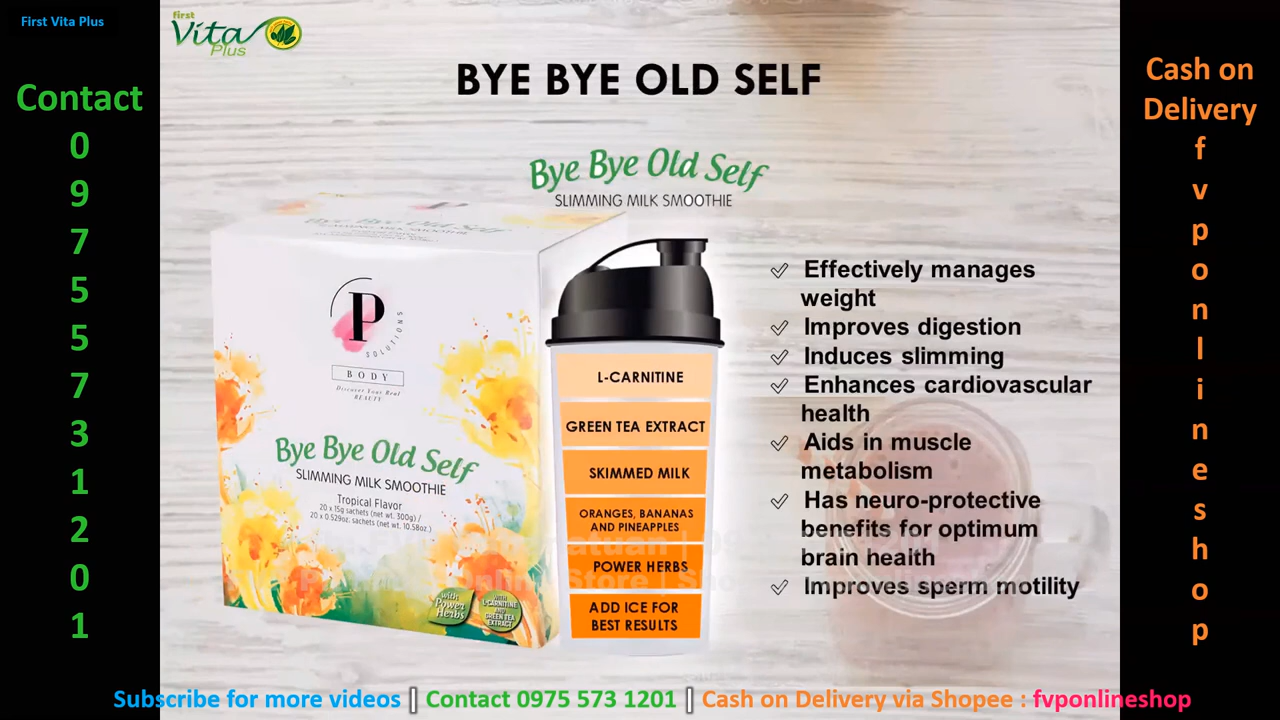 First Vita Plus
first
Vita
Plus
Contact
0
9
7
5
5
7
3
1
2
0
1
BYE BYE OLD SELF
Bye Bye Old Self
SLIMMING MILK SMOOTHIE
P
SOLUTIONS
BODY
Discover Your Real
BEAUTY
Bye Bye Old Self
SLIMMING MILK SMOOTHIE
Tropical Flavor
20 x 15g sachets (net wt. 300g) /
20 x 0.529oz. sachets (net wt. 10.58oz.)
with
Power
Herbs
WITH
L-CARNITINE
AND
GREEN TEA
EXTRACT
L-CARNITINE
GREEN TEA EXTRACT
SKIMMED MILK
ORANGES, BANANAS
AND PINEAPPLES
POWER HERBS
ADD ICE FOR
BEST RESULTS
✓ Effectively manages
weight
✓ Improves digestion
✓ Induces slimming
✓ Enhances cardiovascular
health
✓ Aids in muscle
metabolism
✓ Has neuro-protective
benefits for optimum
brain health
✓ Improves sperm motility
Cash on
Delivery
f
v
p
o
n
l
i
n
e
s
h
o
p
Subscribe for more videos | Contact 0975 573 1201 | Cash on Delivery via Shopee : fvponlineshop